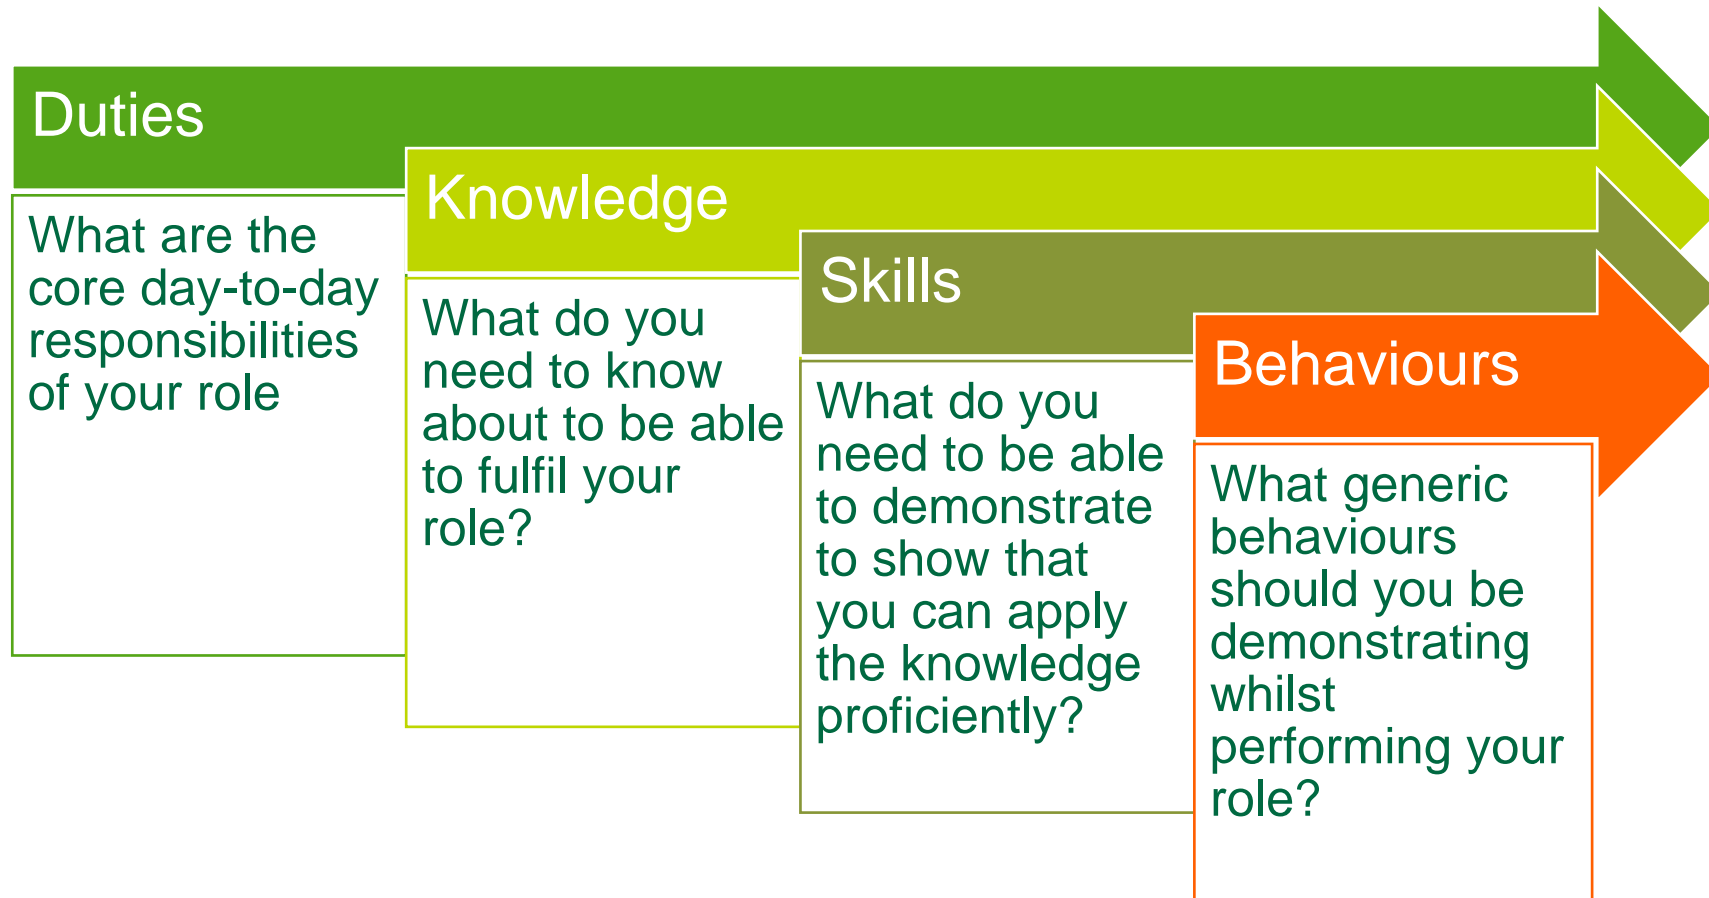 Duties
What are the
core day-to-day
responsibilities
of your role
Knowledge
What do you
need to know
about to be able
to fulfil your
role?
Skills
What do you
need to be able
to demonstrate
to show that
you can apply
the knowledge
proficiently?
Behaviours
What generic
behaviours
should you be
demonstrating
whilst
performing your
role?